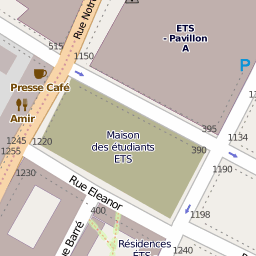 Rue Notr
515
1150
ETS
- Pavillon
A
P
Presse Café
Amir
1245
1255
1220
1230
Maison
des étudiants
ETS
395
390
1134
1190
Rue Eleanor
400
Rue Barré
1198
Résidences
ETS